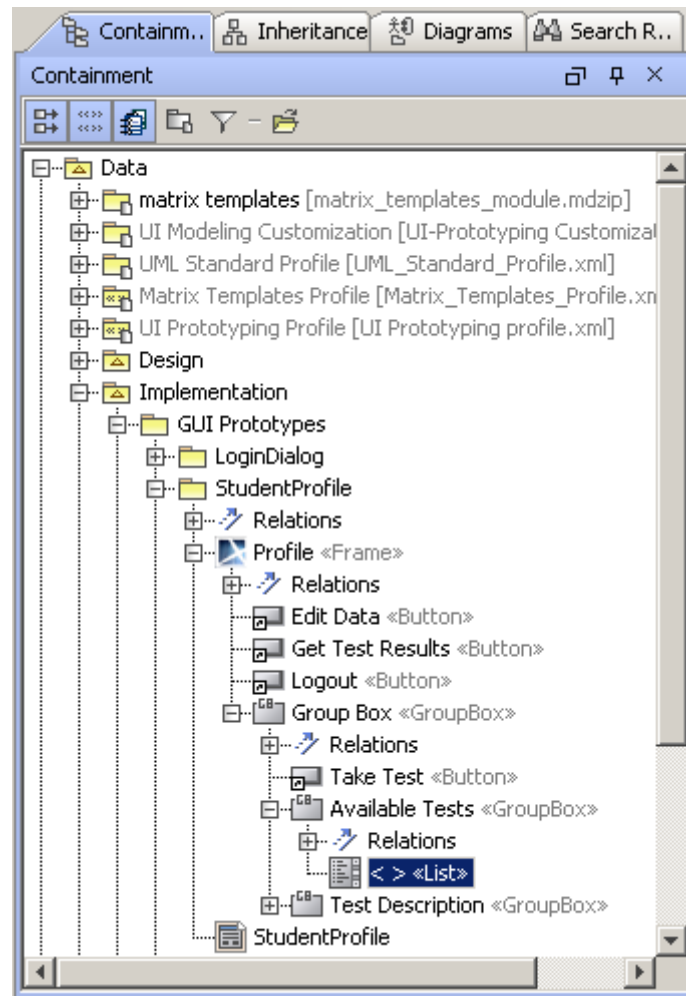 Containm.. Inheritance Diagrams Search R..
Containment
Data
matrix templates [matrix_templates_module.mdzip]
UI Modeling Customization [UI-Prototyping Customizat
UML Standard Profile [UML_Standard_Profile.xml]
Matrix Templates Profile [Matrix_Templates_Profile.xm
UI Prototyping Profile [UI Prototyping profile.xml]
Design
Implementation
GUI Prototypes
LoginDialog
StudentProfile
Relations
Profile «Frame»
Relations
Edit Data «Button»
Get Test Results «Button»
Logout «Button»
Group Box «GroupBox»
Relations
Take Test «Button»
Available Tests «GroupBox»
Relations
< > «List»
Test Description «GroupBox»
StudentProfile